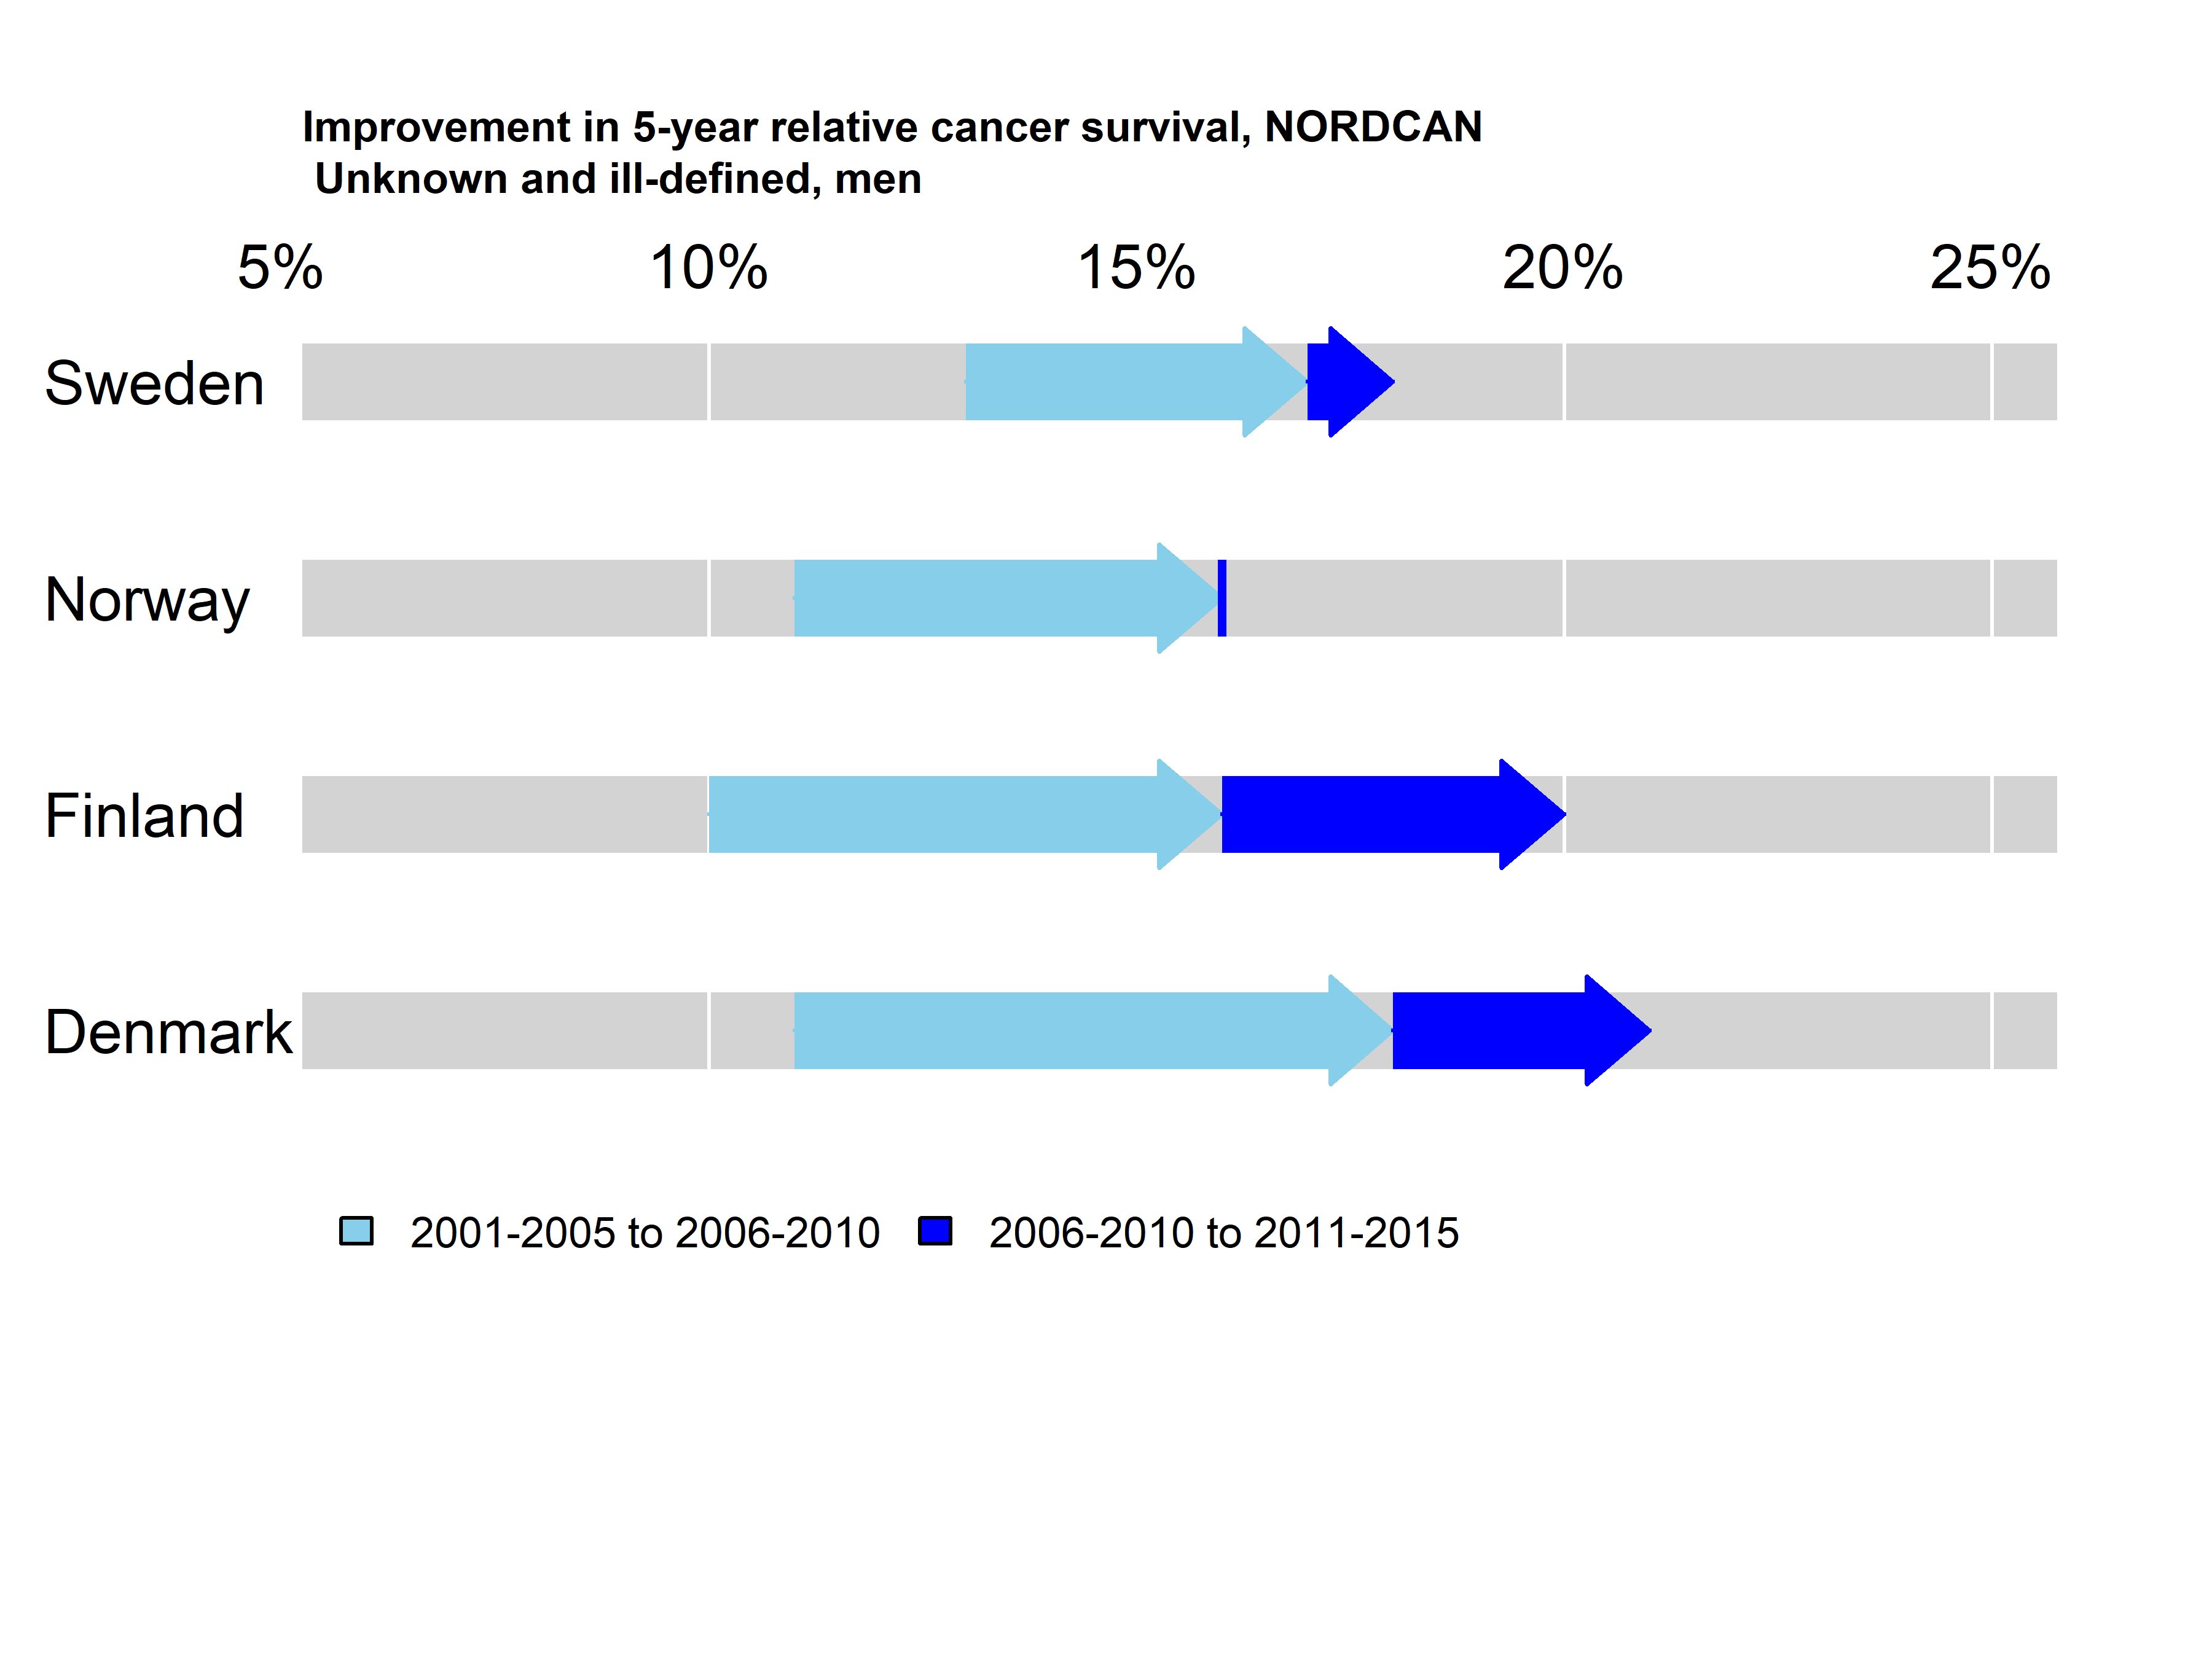 Improvement in 5-year relative cancer survival, NORDCAN
Unknown and ill-defined, men
5% 10% 15% 20% 25%
Sweden
Norway
Finland
Denmark
2001-2005 to 2006-2010 2006-2010 to 2011-2015